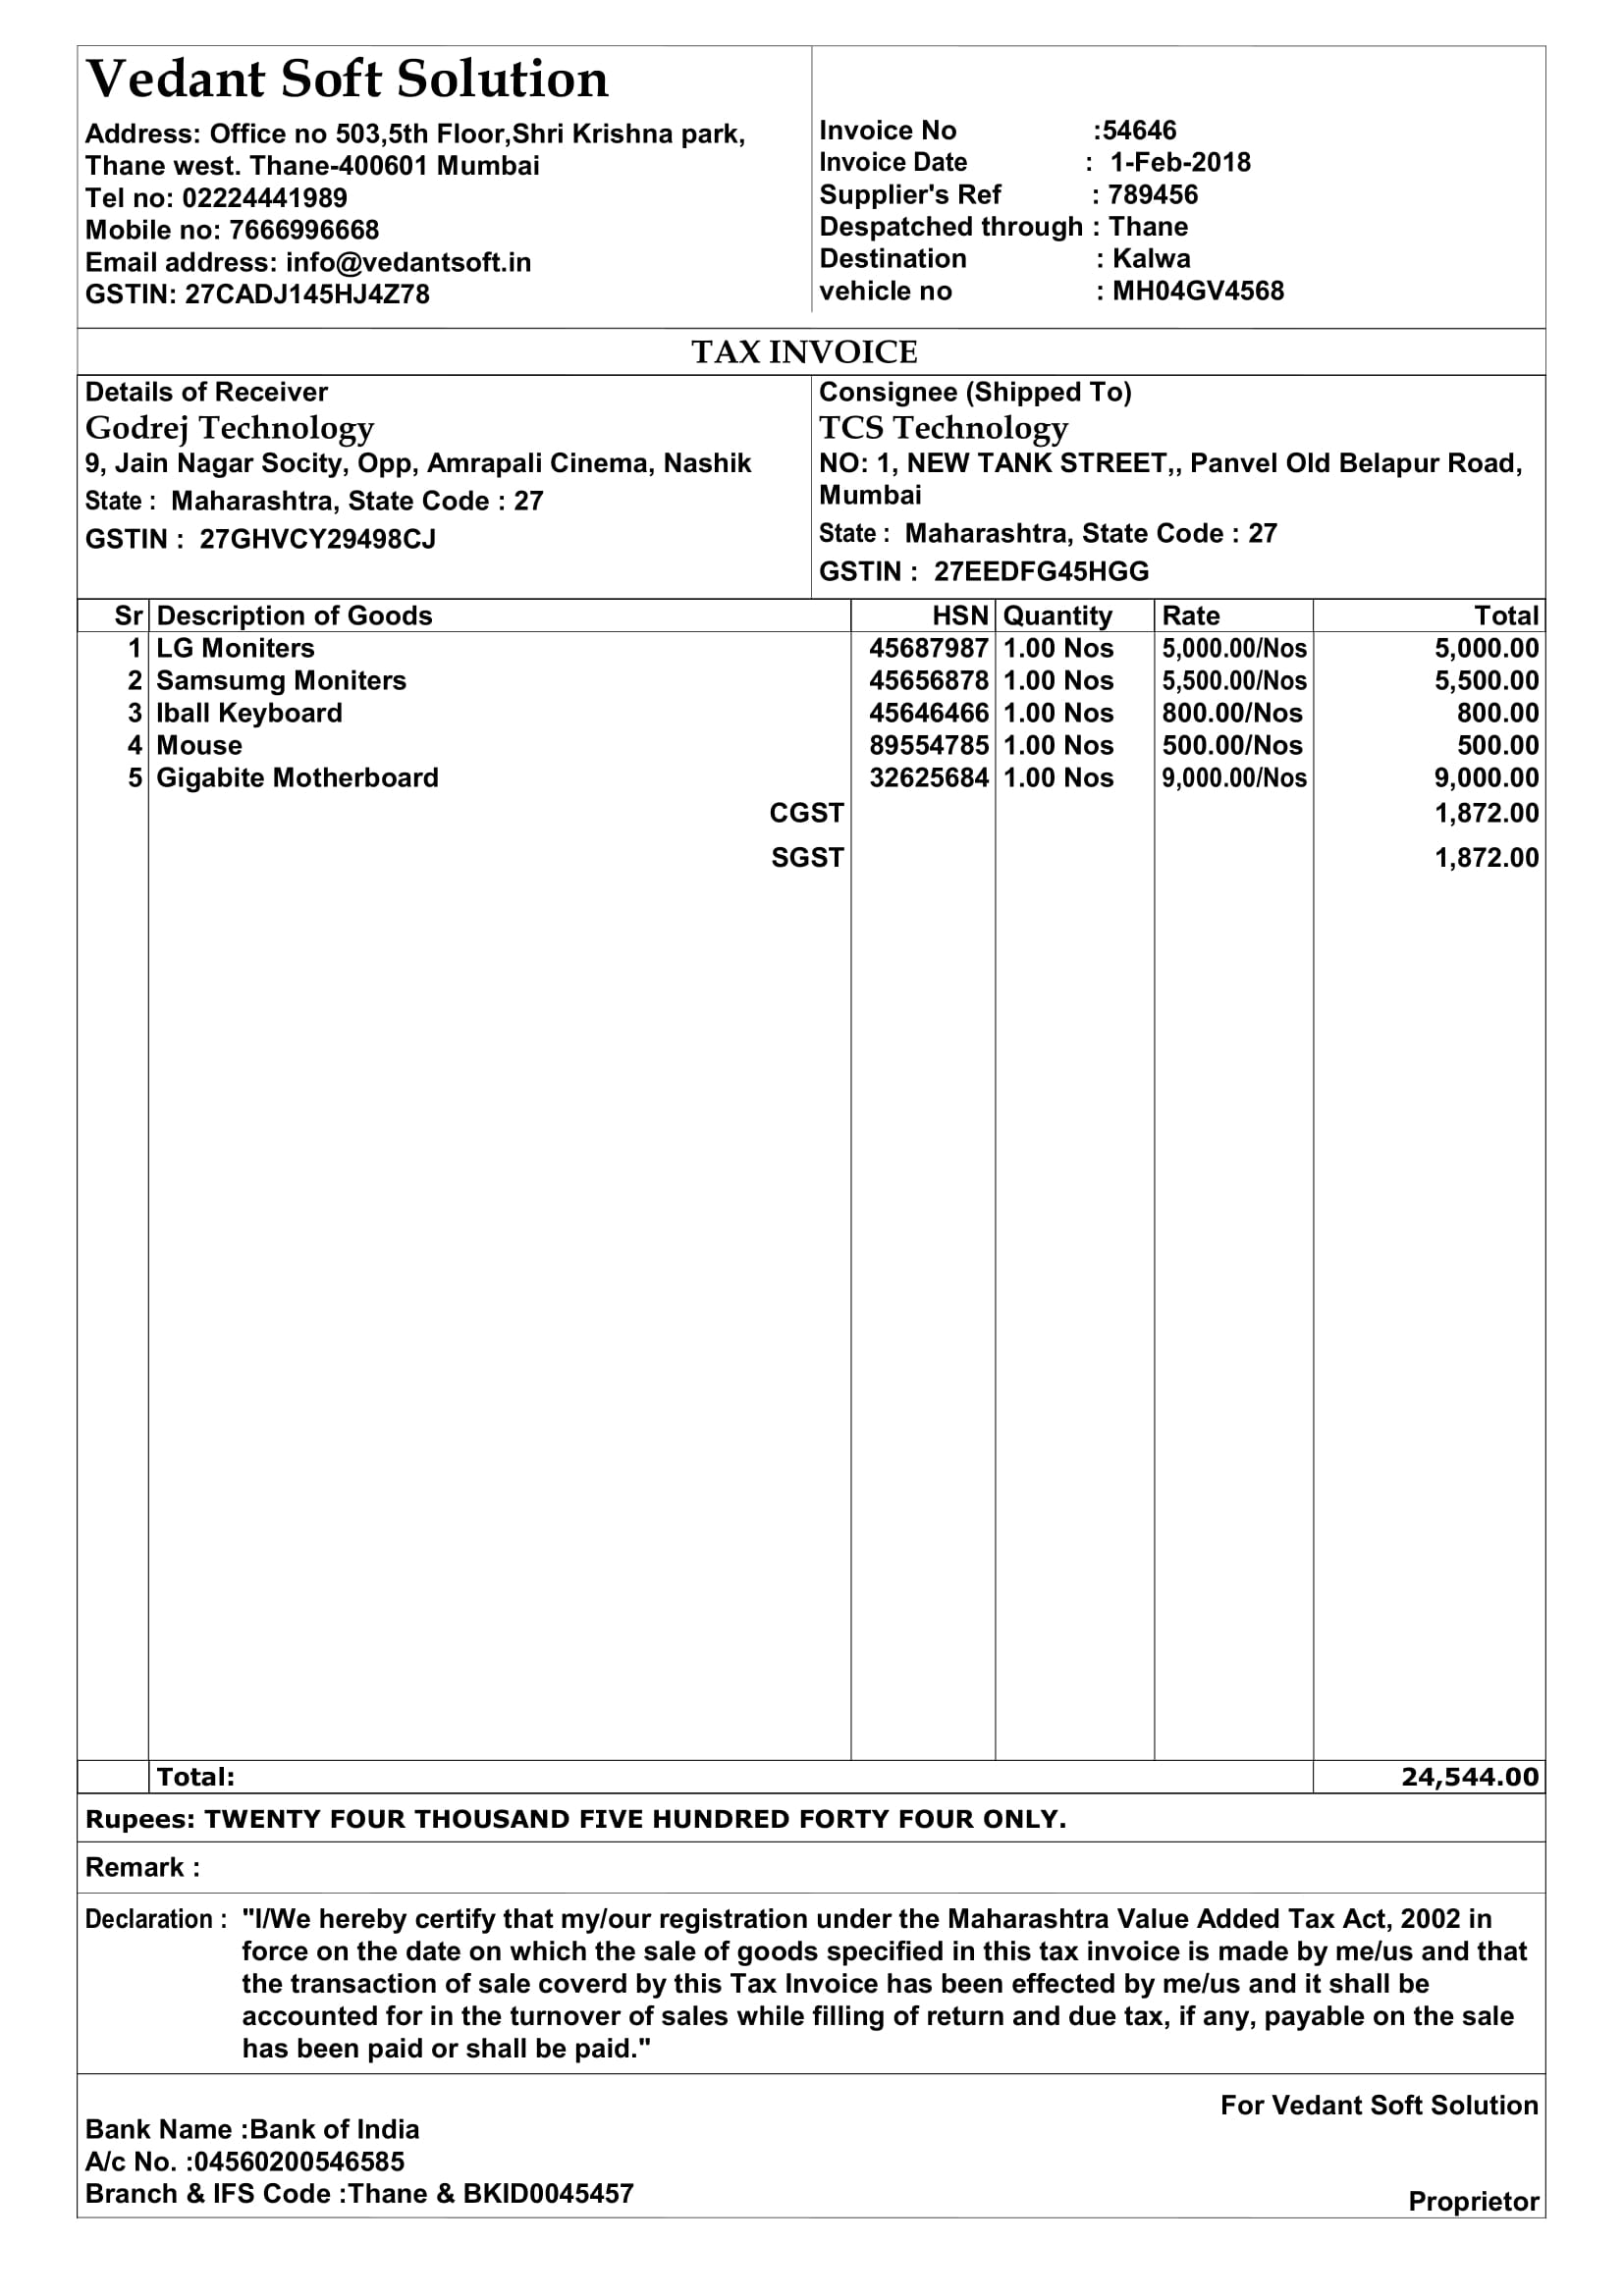 Vedant Soft Solution
Address: Office no 503,5th Floor,Shri Krishna park,
Thane west. Thane-400601 Mumbai
Tel no: 02224441989
Mobile no: 7666996668
Email address: info@vedantsoft.in
GSTIN: 27CADJ145HJ4Z78
Invoice No :54646
Invoice Date : 1-Feb-2018
Supplier's Ref : 789456
Despatched through : Thane
Destination : Kalwa
vehicle no : MH04GV4568
TAX INVOICE
Details of Receiver
Godrej Technology
9, Jain Nagar Socity, Opp, Amrapali Cinema, Nashik
State : Maharashtra, State Code : 27
GSTIN : 27GHVCY29498CJ
Consignee (Shipped To)
TCS Technology
NO: 1, NEW TANK STREET,, Panvel Old Belapur Road,
Mumbai
State : Maharashtra, State Code : 27
GSTIN : 27EEDFG45HGG
Sr Description of Goods HSN Quantity Rate Total
1 LG Moniters 45687987 1.00 Nos 5,000.00/Nos 5,000.00
2 Samsumg Moniters 45656878 1.00 Nos 5,500.00/Nos 5,500.00
3 Iball Keyboard 45646466 1.00 Nos 800.00/Nos 800.00
4 Mouse 89554785 1.00 Nos 500.00/Nos 500.00
5 Gigabite Motherboard 32625684 1.00 Nos 9,000.00/Nos 9,000.00
CGST 1,872.00
SGST 1,872.00
Total: 24,544.00
Rupees: TWENTY FOUR THOUSAND FIVE HUNDRED FORTY FOUR ONLY.
Remark :
Declaration : "I/We hereby certify that my/our registration under the Maharashtra Value Added Tax Act, 2002 in
force on the date on which the sale of goods specified in this tax invoice is made by me/us and that
the transaction of sale coverd by this Tax Invoice has been effected by me/us and it shall be
accounted for in the turnover of sales while filling of return and due tax, if any, payable on the sale
has been paid or shall be paid."
For Vedant Soft Solution
Bank Name :Bank of India
A/c No. :04560200546585
Branch & IFS Code :Thane & BKID0045457
Proprietor